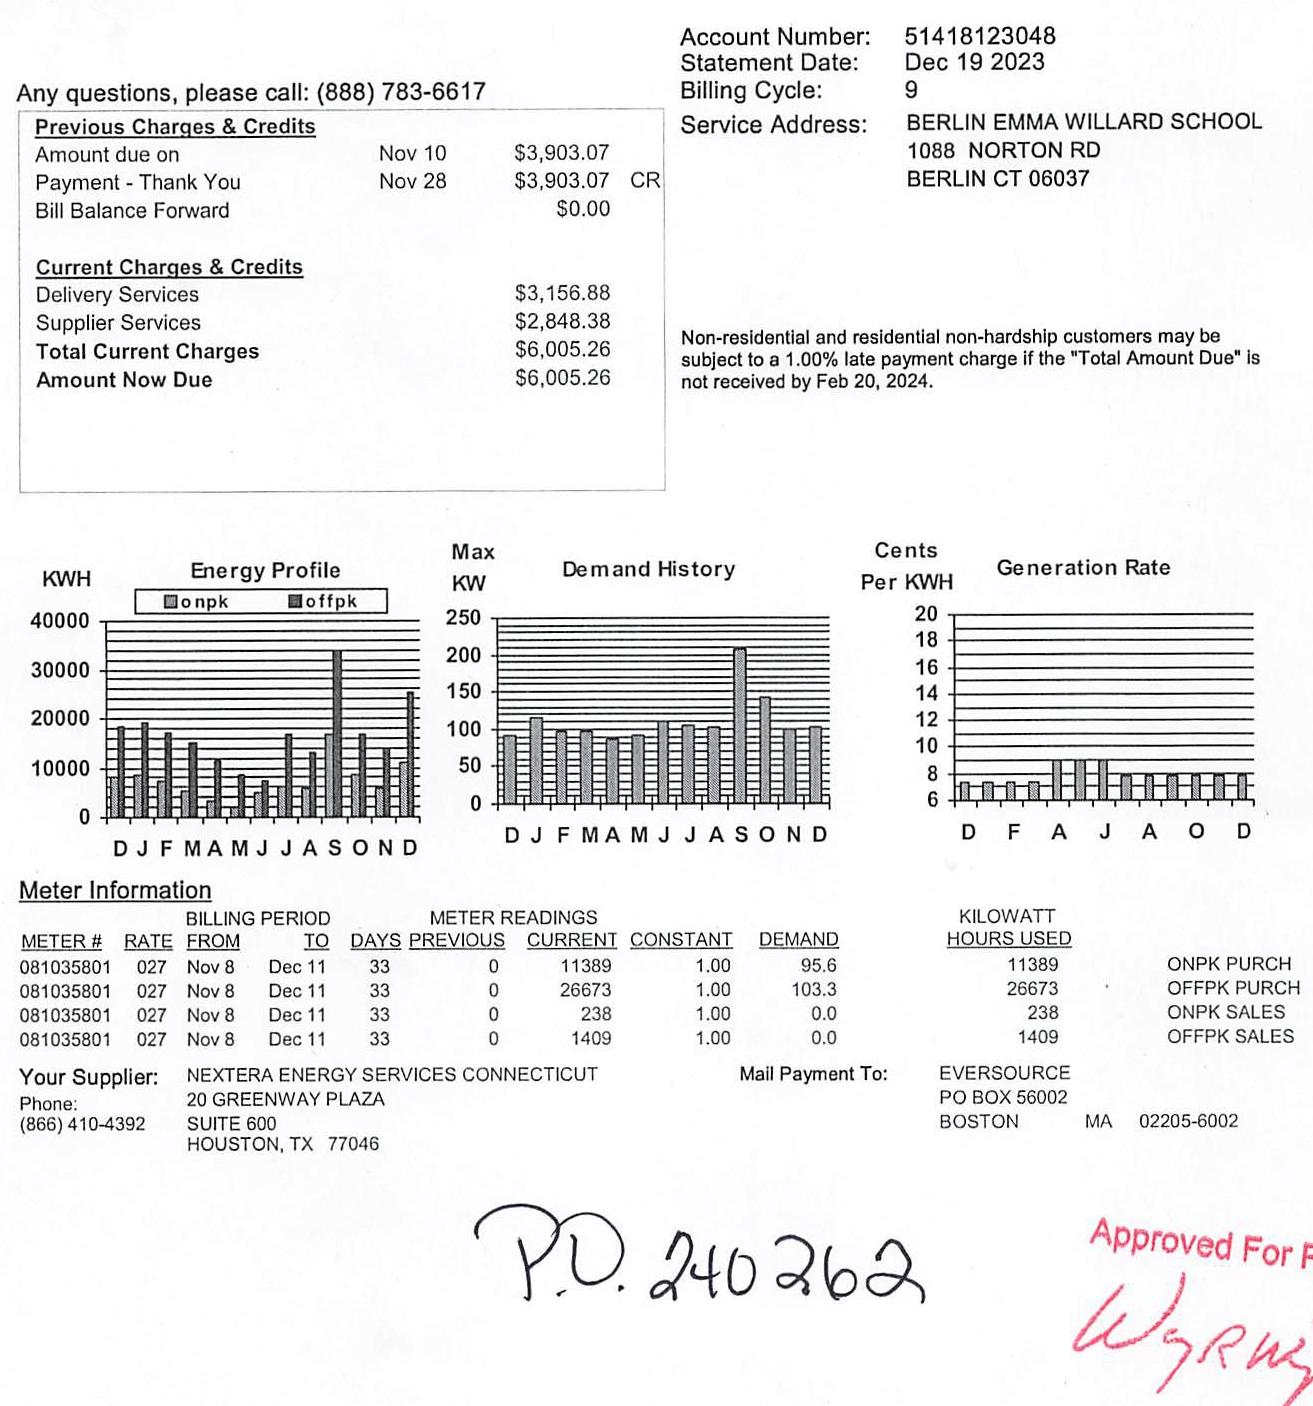 Account Number: 51418123048
Statement Date: Dec 19 2023
Billing Cycle: 9
Service Address: BERLIN EMMA WILLARD SCHOOL
1088 NORTON RD
BERLIN CT 06037
Any questions, please call: (888) 783-6617
Previous Charges & Credits
Amount due on Nov 10 $3,903.07
Payment - Thank You Nov 28 $3,903.07 CR
Bill Balance Forward $0.00
Current Charges & Credits
Delivery Services $3,156.88
Supplier Services $2,848.38
Total Current Charges $6,005.26
Amount Now Due $6,005.26
Non-residential and residential non-hardship customers may be
subject to a 1.00% late payment charge if the "Total Amount Due" is
not received by Feb 20, 2024.
KWH Energy Profile
onpk offpk
40000
30000
20000
10000
0
D J F M A M J J A S O N D
Max
KW Demand History
250
200
150
100
50
0
D J F M A M J J A S O N D
Cents
Per KWH Generation Rate
20
18
16
14
12
10
8
6
D F A J A O D
Meter Information
BILLING PERIOD METER READINGS KILOWATT
METER # RATE FROM TO DAYS PREVIOUS CURRENT CONSTANT DEMAND HOURS USED
081035801 027 Nov 8 Dec 11 33 0 11389 1.00 95.6 11389 ONPK PURCH
081035801 027 Nov 8 Dec 11 33 0 26673 1.00 103.3 26673 OFFPK PURCH
081035801 027 Nov 8 Dec 11 33 0 238 1.00 0.0 238 ONPK SALES
081035801 027 Nov 8 Dec 11 33 0 1409 1.00 0.0 1409 OFFPK SALES
Your Supplier: NEXTERA ENERGY SERVICES CONNECTICUT
Phone: 20 GREENWAY PLAZA
(866) 410-4392 SUITE 600
HOUSTON, TX 77046
Mail Payment To: EVERSOURCE
PO BOX 56002
BOSTON MA 02205-6002
P.O. 240262
Approved For